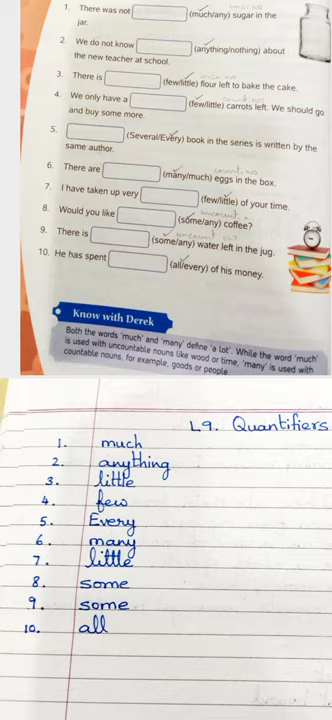 1. There was not (much/any) sugar in the
jar.
2. We do not know (anything/nothing) about
the new teacher at school.
3. There is (few/little) flour left to bake the cake.
4. We only have a (few/little) carrots left. We should go
and buy some more.
5. (Several/Every) book in the series is written by the
same author.
6. There are (many/much) eggs in the box.
7. I have taken up very (few/little) of your time.
8. Would you like (some/any) coffee?
9. There is (some/any) water left in the jug.
10. He has spent (all/every) of his money.
Know with Derek
Both the words 'much' and 'many' define 'a lot'. While the word 'much'
is used with uncountable nouns like wood or time, 'many' is used with
countable nouns, for example, goods or people.
L9. Quantifiers
1. much
2. anything
3. little
4. few
5. Every
6. many
7. little
8. some
9. some
10. all